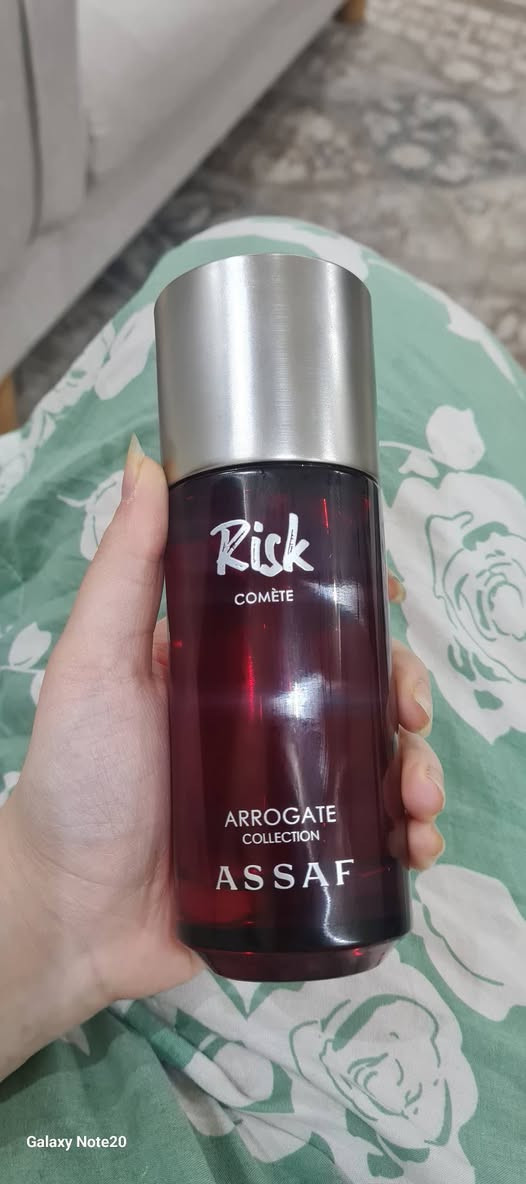 Risk
COMÈTE
ARROGATE
COLLECTION
ASSAF
Galaxy Note20